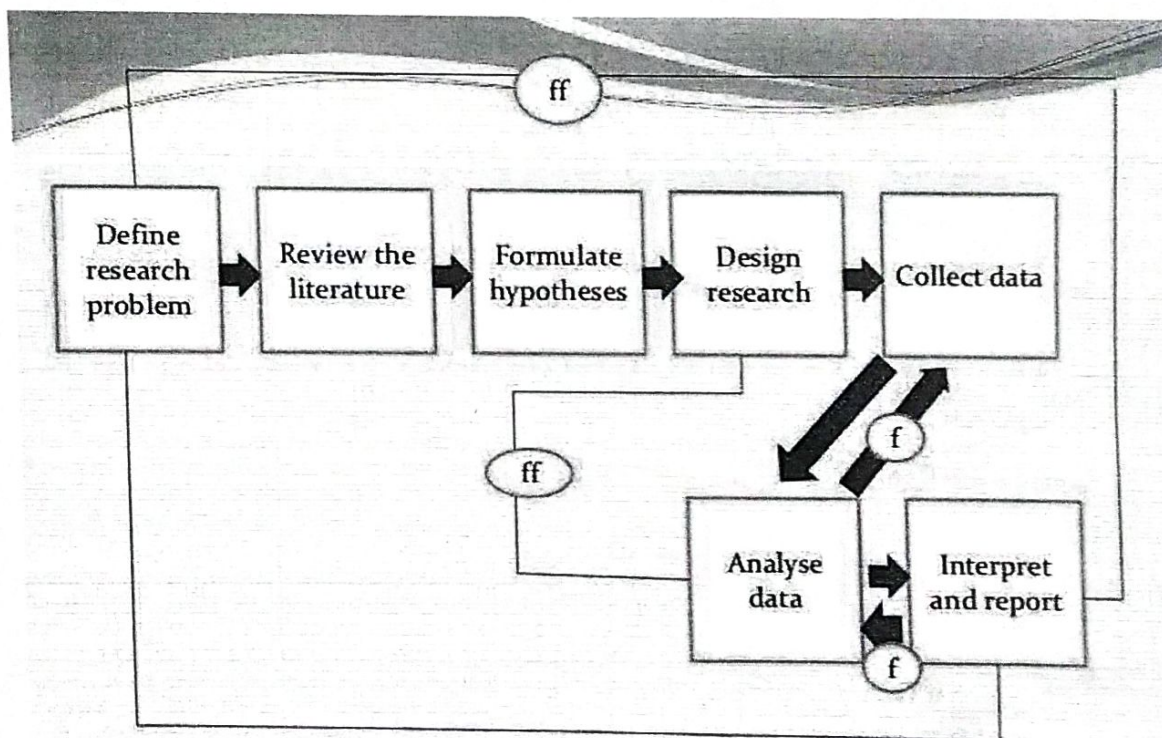 ff
Define
research
problem
Review the
literature
Formulate
hypotheses
Design
research
Collect data
f
ff
Analyse
data
Interpret
and report
f